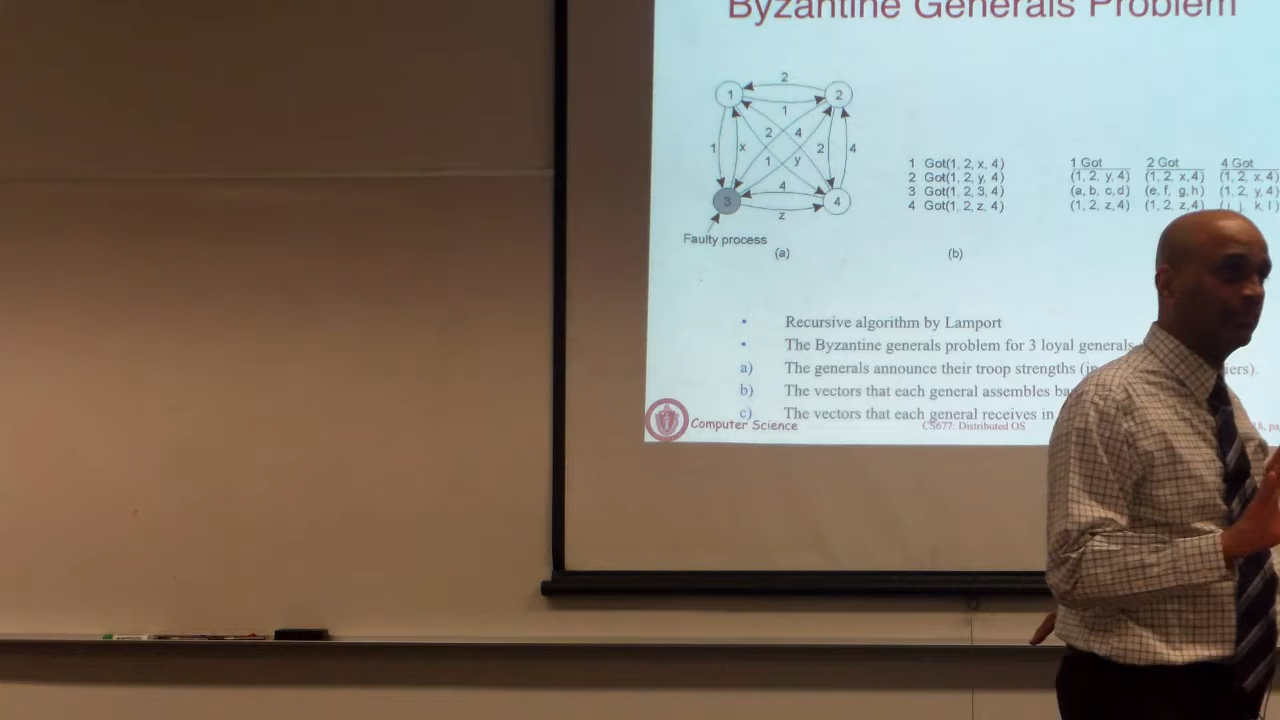 Byzantine Generals Problem
2
1
2
1
2
4
1
x
2
4
1
y
4
3
4
z
Faulty process
(a)
1 Got(1, 2, x, 4)
2 Got(1, 2, y, 4)
3 Got(1, 2, 3, 4)
4 Got(1, 2, z, 4)
(b)
1 Got 2 Got 4 Got
(1, 2, y, 4) (1, 2, x, 4) (1, 2, x, 4)
(a, b, c, d) (e, f, g, h) (1, 2, y, 4)
(1, 2, z, 4) (1, 2, z, 4) (i, j, k, l)
• Recursive algorithm by Lamport
• The Byzantine generals problem for 3 loyal generals
a) The generals announce their troop strengths
b) The vectors that each general assembles
c) The vectors that each general receives in
Computer Science
CS677: Distributed OS